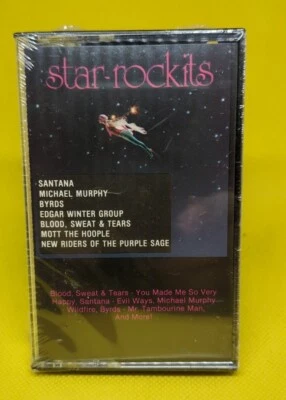 star-rockits
SANTANA
MICHAEL MURPHY
BYRDS
EDGAR WINTER GROUP
BLOOD, SWEAT & TEARS
MOTT THE HOOPLE
NEW RIDERS OF THE PURPLE SAGE
Blood, Sweat & Tears - You Made Me So Very
Happy, Santana - Evil Ways, Michael Murphy
Wildfire, Byrds - Mr. Tambourine Man,
And More!